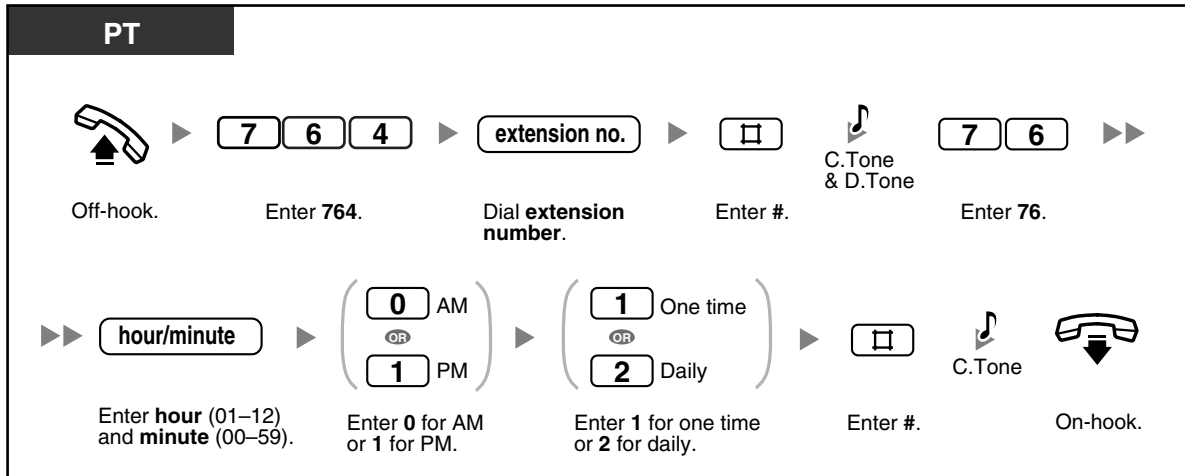 PT
7 6 4
extension no.
#
C.Tone
& D.Tone
7 6
Off-hook.
Enter 764.
Dial extension
number.
Enter #.
Enter 76.
hour/minute
0 AM
OR
1 PM
1 One time
OR
2 Daily
#
C.Tone
Enter hour (01–12)
and minute (00–59).
Enter 0 for AM
or 1 for PM.
Enter 1 for one time
or 2 for daily.
Enter #.
On-hook.